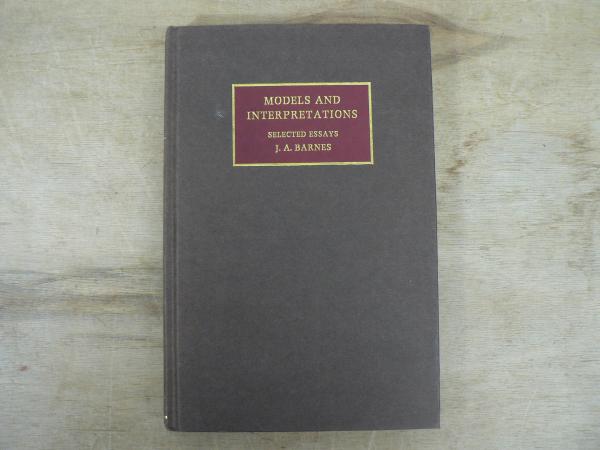 MODELS AND
INTERPRETATIONS
SELECTED ESSAYS
J. A. BARNES